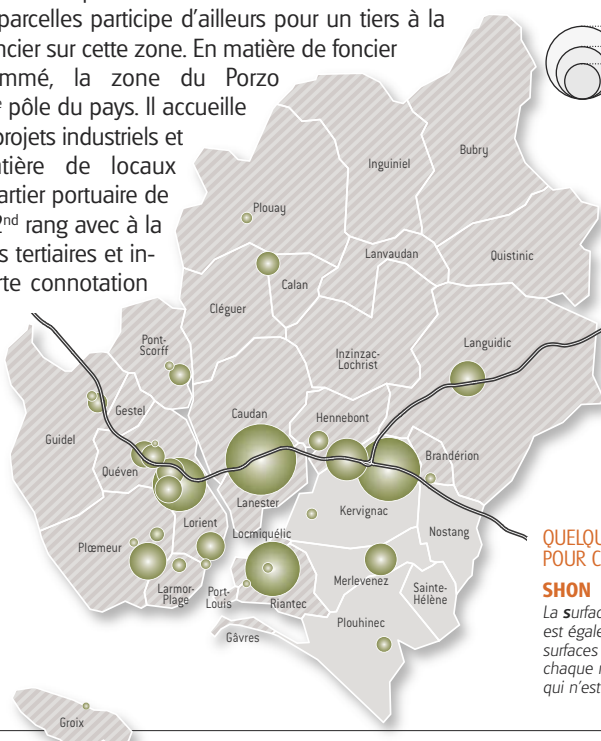 parcelles participe d'ailleurs pour un tiers à la
ncier sur cette zone. En matière de foncier
mmé, la zone du Porzo
e pôle du pays. Il accueille
projets industriels et
tière de locaux
artier portuaire de
2nd rang avec à la
s tertiaires et in-
rte connotation
Bubry
Inguiniel
Plouay
Lanvaudan
Quistinic
Calan
Cléguer
Pont-
Scorff
Inzinzac-
Lochrist
Languidic
Gestel
Caudan
Hennebont
Guidel
Brandérion
Quéven
Lanester
Kervignac
Lorient
Nostang
Locmiquélic
Plœmeur
Merlevenez
Larmor-
Plage
Port-
Louis
Riantec
Sainte-
Hélène
Plouhinec
Gâvres
Groix
QUELQU
POUR C
SHON
La surfac
est égale
surfaces
chaque n
qui n'est